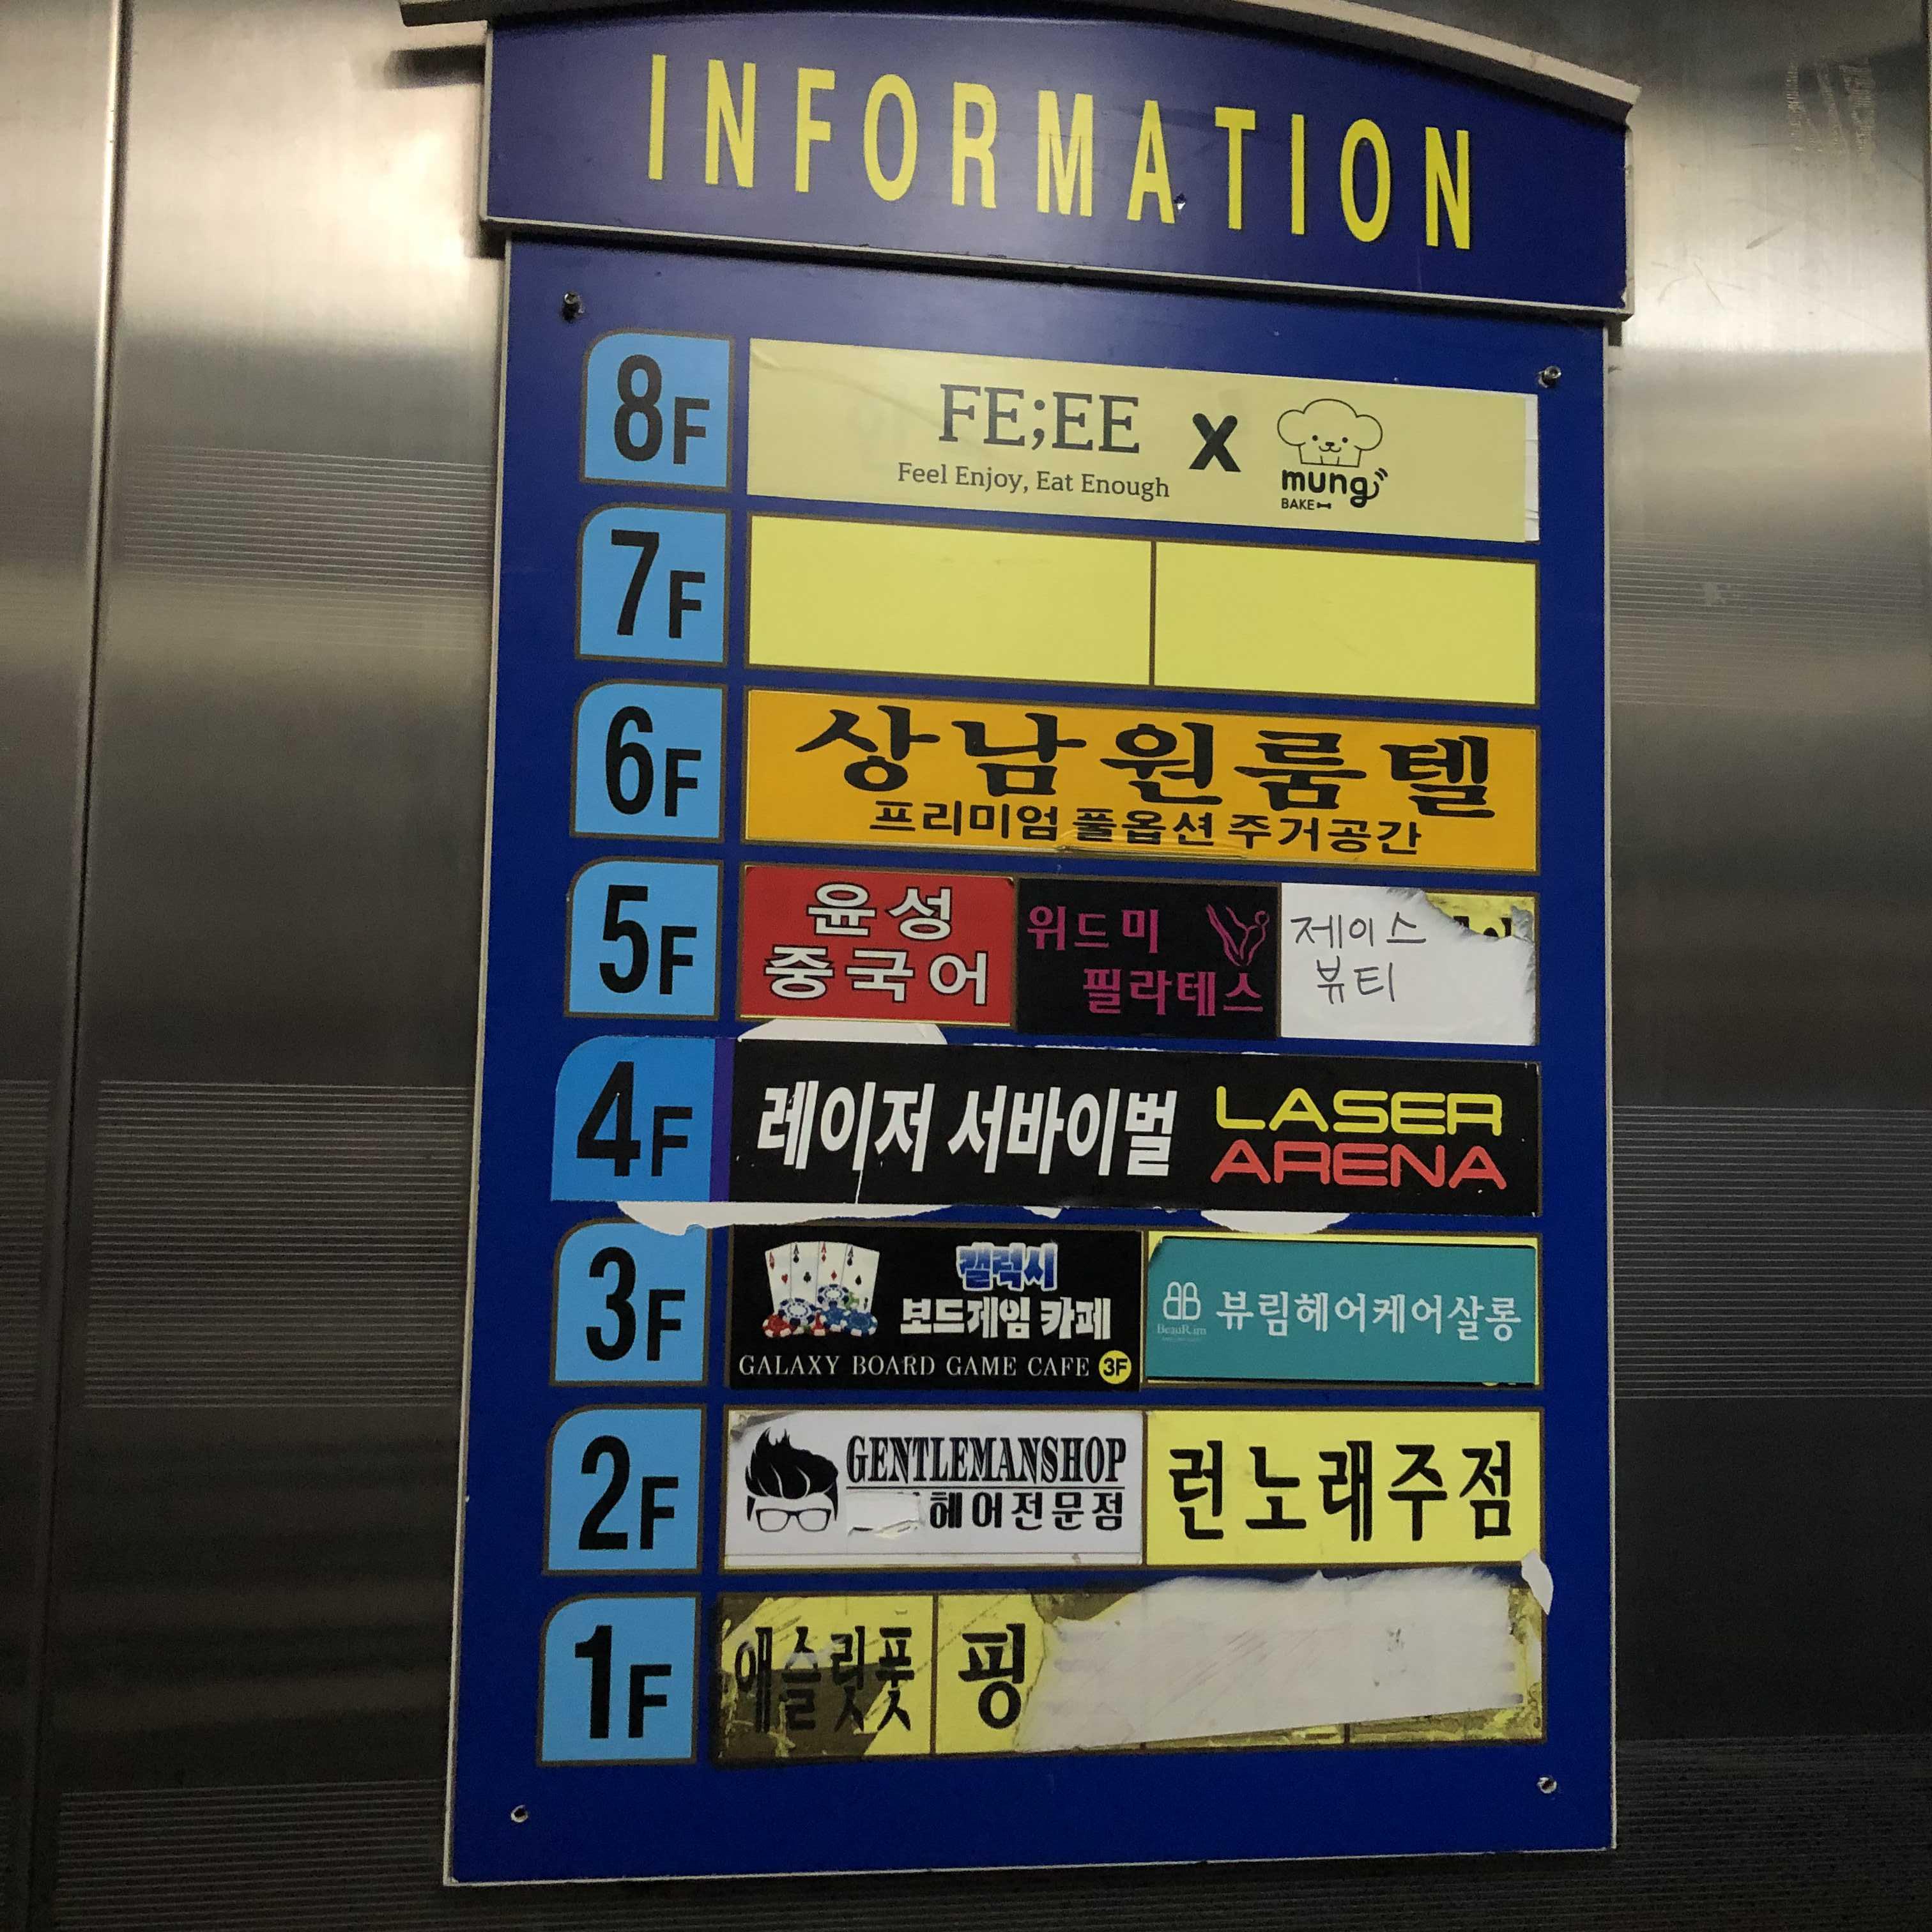 INFORMATION
8F
FE;EE
Feel Enjoy, Eat Enough
X
mung
BAKE
7F
6F
상남원룸텔
프리미엄 풀옵션 주거공간
5F
윤성
중국어
위드미
필라테스
제이스
뷰티
4F
레이저 서바이벌
LASER
ARENA
3F
갤럭시
보드게임 카페
GALAXY BOARD GAME CAFE 3F
BeauRim
뷰림헤어케어살롱
2F
GENTLEMANSHOP
헤어전문점
런노래주점
1F
애슬릿풋
핑